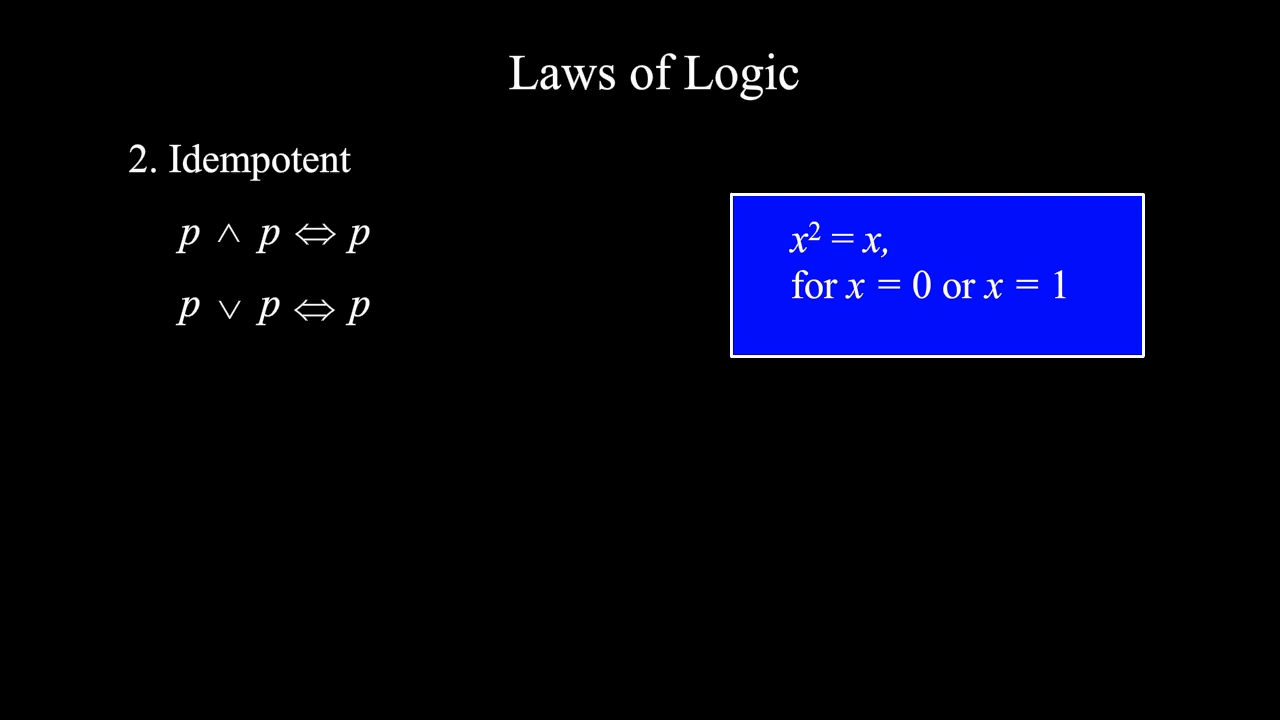 Laws of Logic
2. Idempotent
p ∧ p ⇔ p
p ∨ p ⇔ p
x² = x,
for x = 0 or x = 1